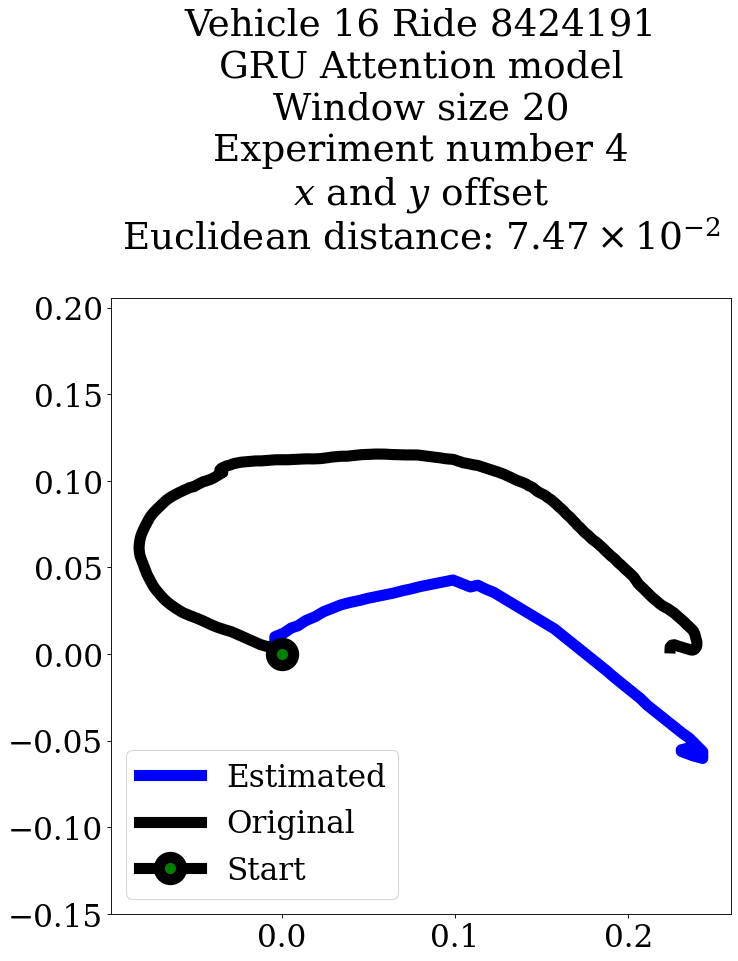 Vehicle 16 Ride 8424191
GRU Attention model
Window size 20
Experiment number 4
x and y offset
Euclidean distance: 7.47 × 10⁻²
0.20
0.15
0.10
0.05
0.00
−0.05
−0.10
−0.15
Estimated
Original
Start
0.0 0.1 0.2